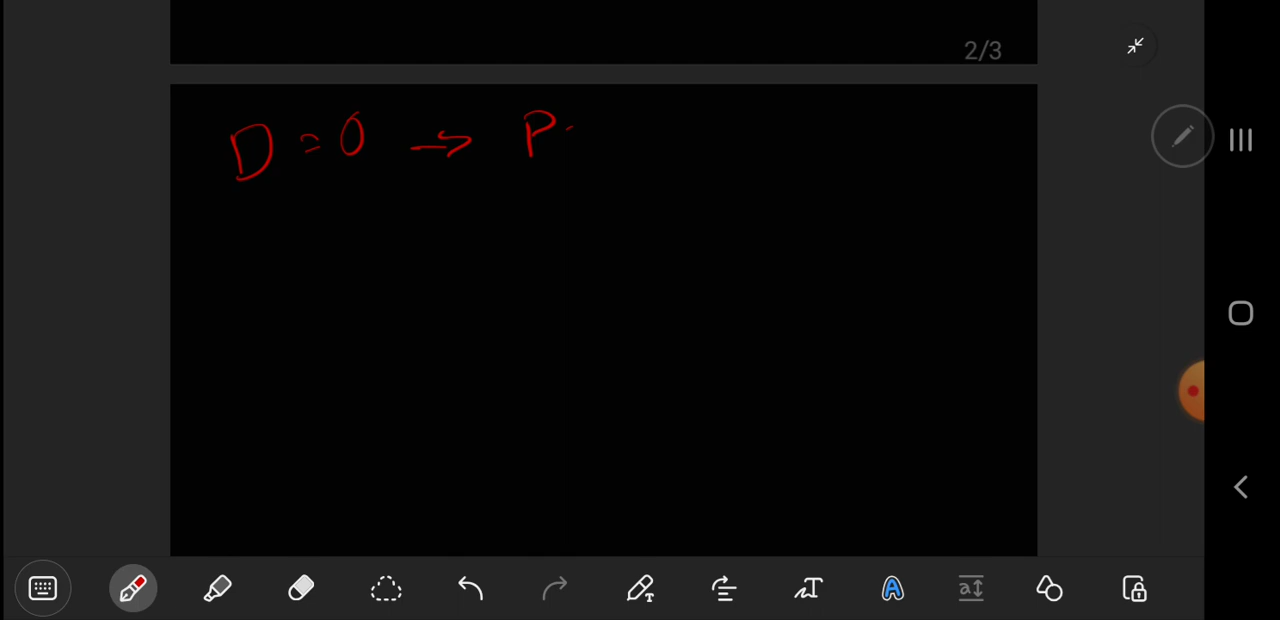 2/3
D = 0 → P-